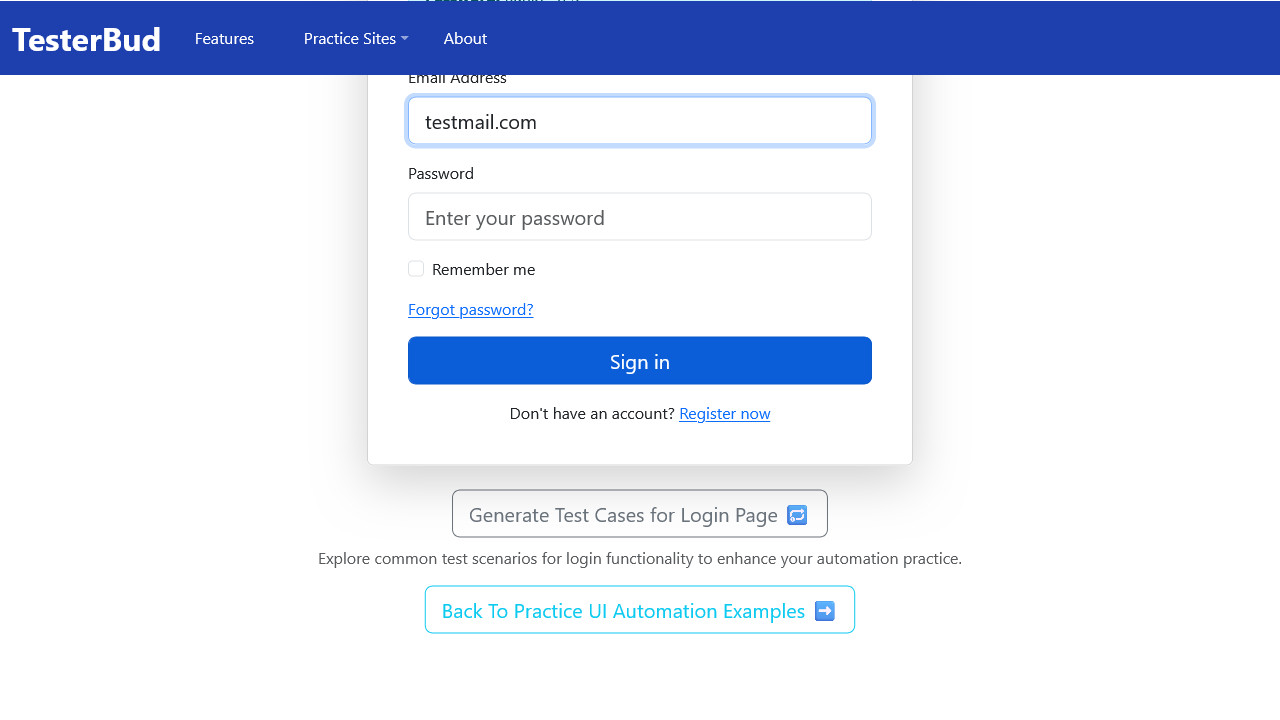 TesterBud Features Practice Sites About
Email Address
testmail.com
Password
Enter your password
Remember me
Forgot password?
Sign in
Don't have an account? Register now
Generate Test Cases for Login Page
Explore common test scenarios for login functionality to enhance your automation practice.
Back To Practice UI Automation Examples